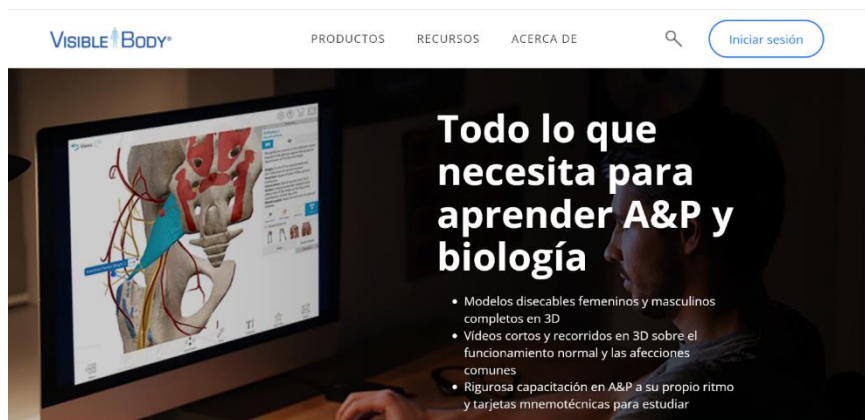 VISIBLE BODY®
PRODUCTOS RECURSOS ACERCA DE
Iniciar sesión
Todo lo que
necesita para
aprender A&P y
biología
• Modelos disecables femeninos y masculinos
completos en 3D
• Vídeos cortos y recorridos en 3D sobre el
funcionamiento normal y las afecciones
comunes
• Rigurosa capacitación en A&P a su propio ritmo
y tarjetas mnemotécnicas para estudiar